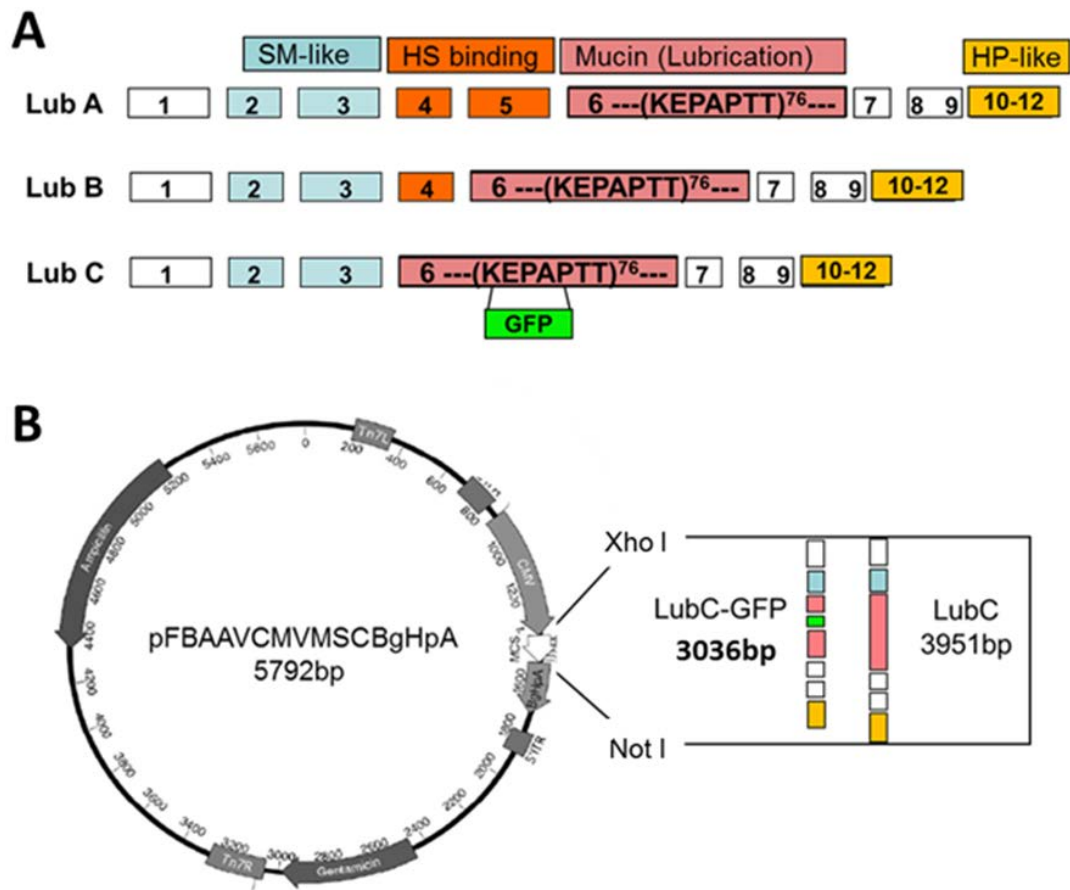 A
SM-like HS binding Mucin (Lubrication) HP-like
Lub A 1 2 3 4 5 6 ---(KEPAPTT)76--- 7 8 9 10-12
Lub B 1 2 3 4 6 ---(KEPAPTT)76--- 7 8 9 10-12
Lub C 1 2 3 6 ---(KEPAPTT)76--- 7 8 9 10-12
GFP
B
0
Tn7L
200
400
600
800
CMV
1000
1200
MCS
BgHpA
1800
2000
2200
2400
Gentamicin
2600
2800
3000
Tn7R
3200
3400
3600
3800
4000
4200
4400
Ampicillin
4600
4800
5000
5200
5400
5600
pFBAAVCMVMSCBgHpA
5792bp
Xho I
LubC-GFP
3036bp
LubC
3951bp
Not I